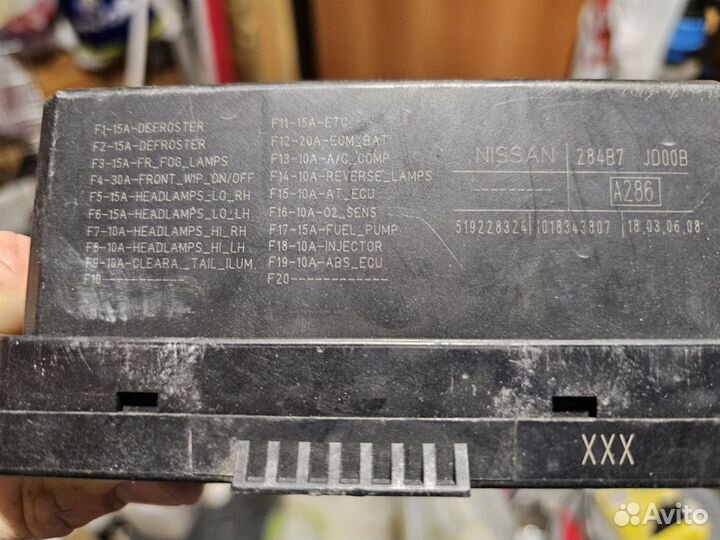 F1-15A-DEFROSTER
F2-15A-DEFROSTER
F3-15A-FR_FOG_LAMPS
F4-30A-FRONT_WIP_ON/OFF
F5-15A-HEADLAMPS_LO_RH
F6-15A-HEADLAMPS_LO_LH
F7-10A-HEADLAMPS_HI_RH
F8-10A-HEADLAMPS_HI_LH
F9-10A-CLEARA._TAIL_ILUM.
F10------------
F11-15A-ETC
F12-20A-ECM_BAT
F13-10A-A/C_COMP
F14-10A-REVERSE_LAMPS
F15-10A-AT_ECU
F16-10A-O2_SENS
F17-15A-FUEL_PUMP
F18-10A-INJECTOR
F19-10A-ABS_ECU
F20------------
NISSAN 284B7 JD00B
-------- A286
519228324 018343807 18.03.06.08
XXX
Avito